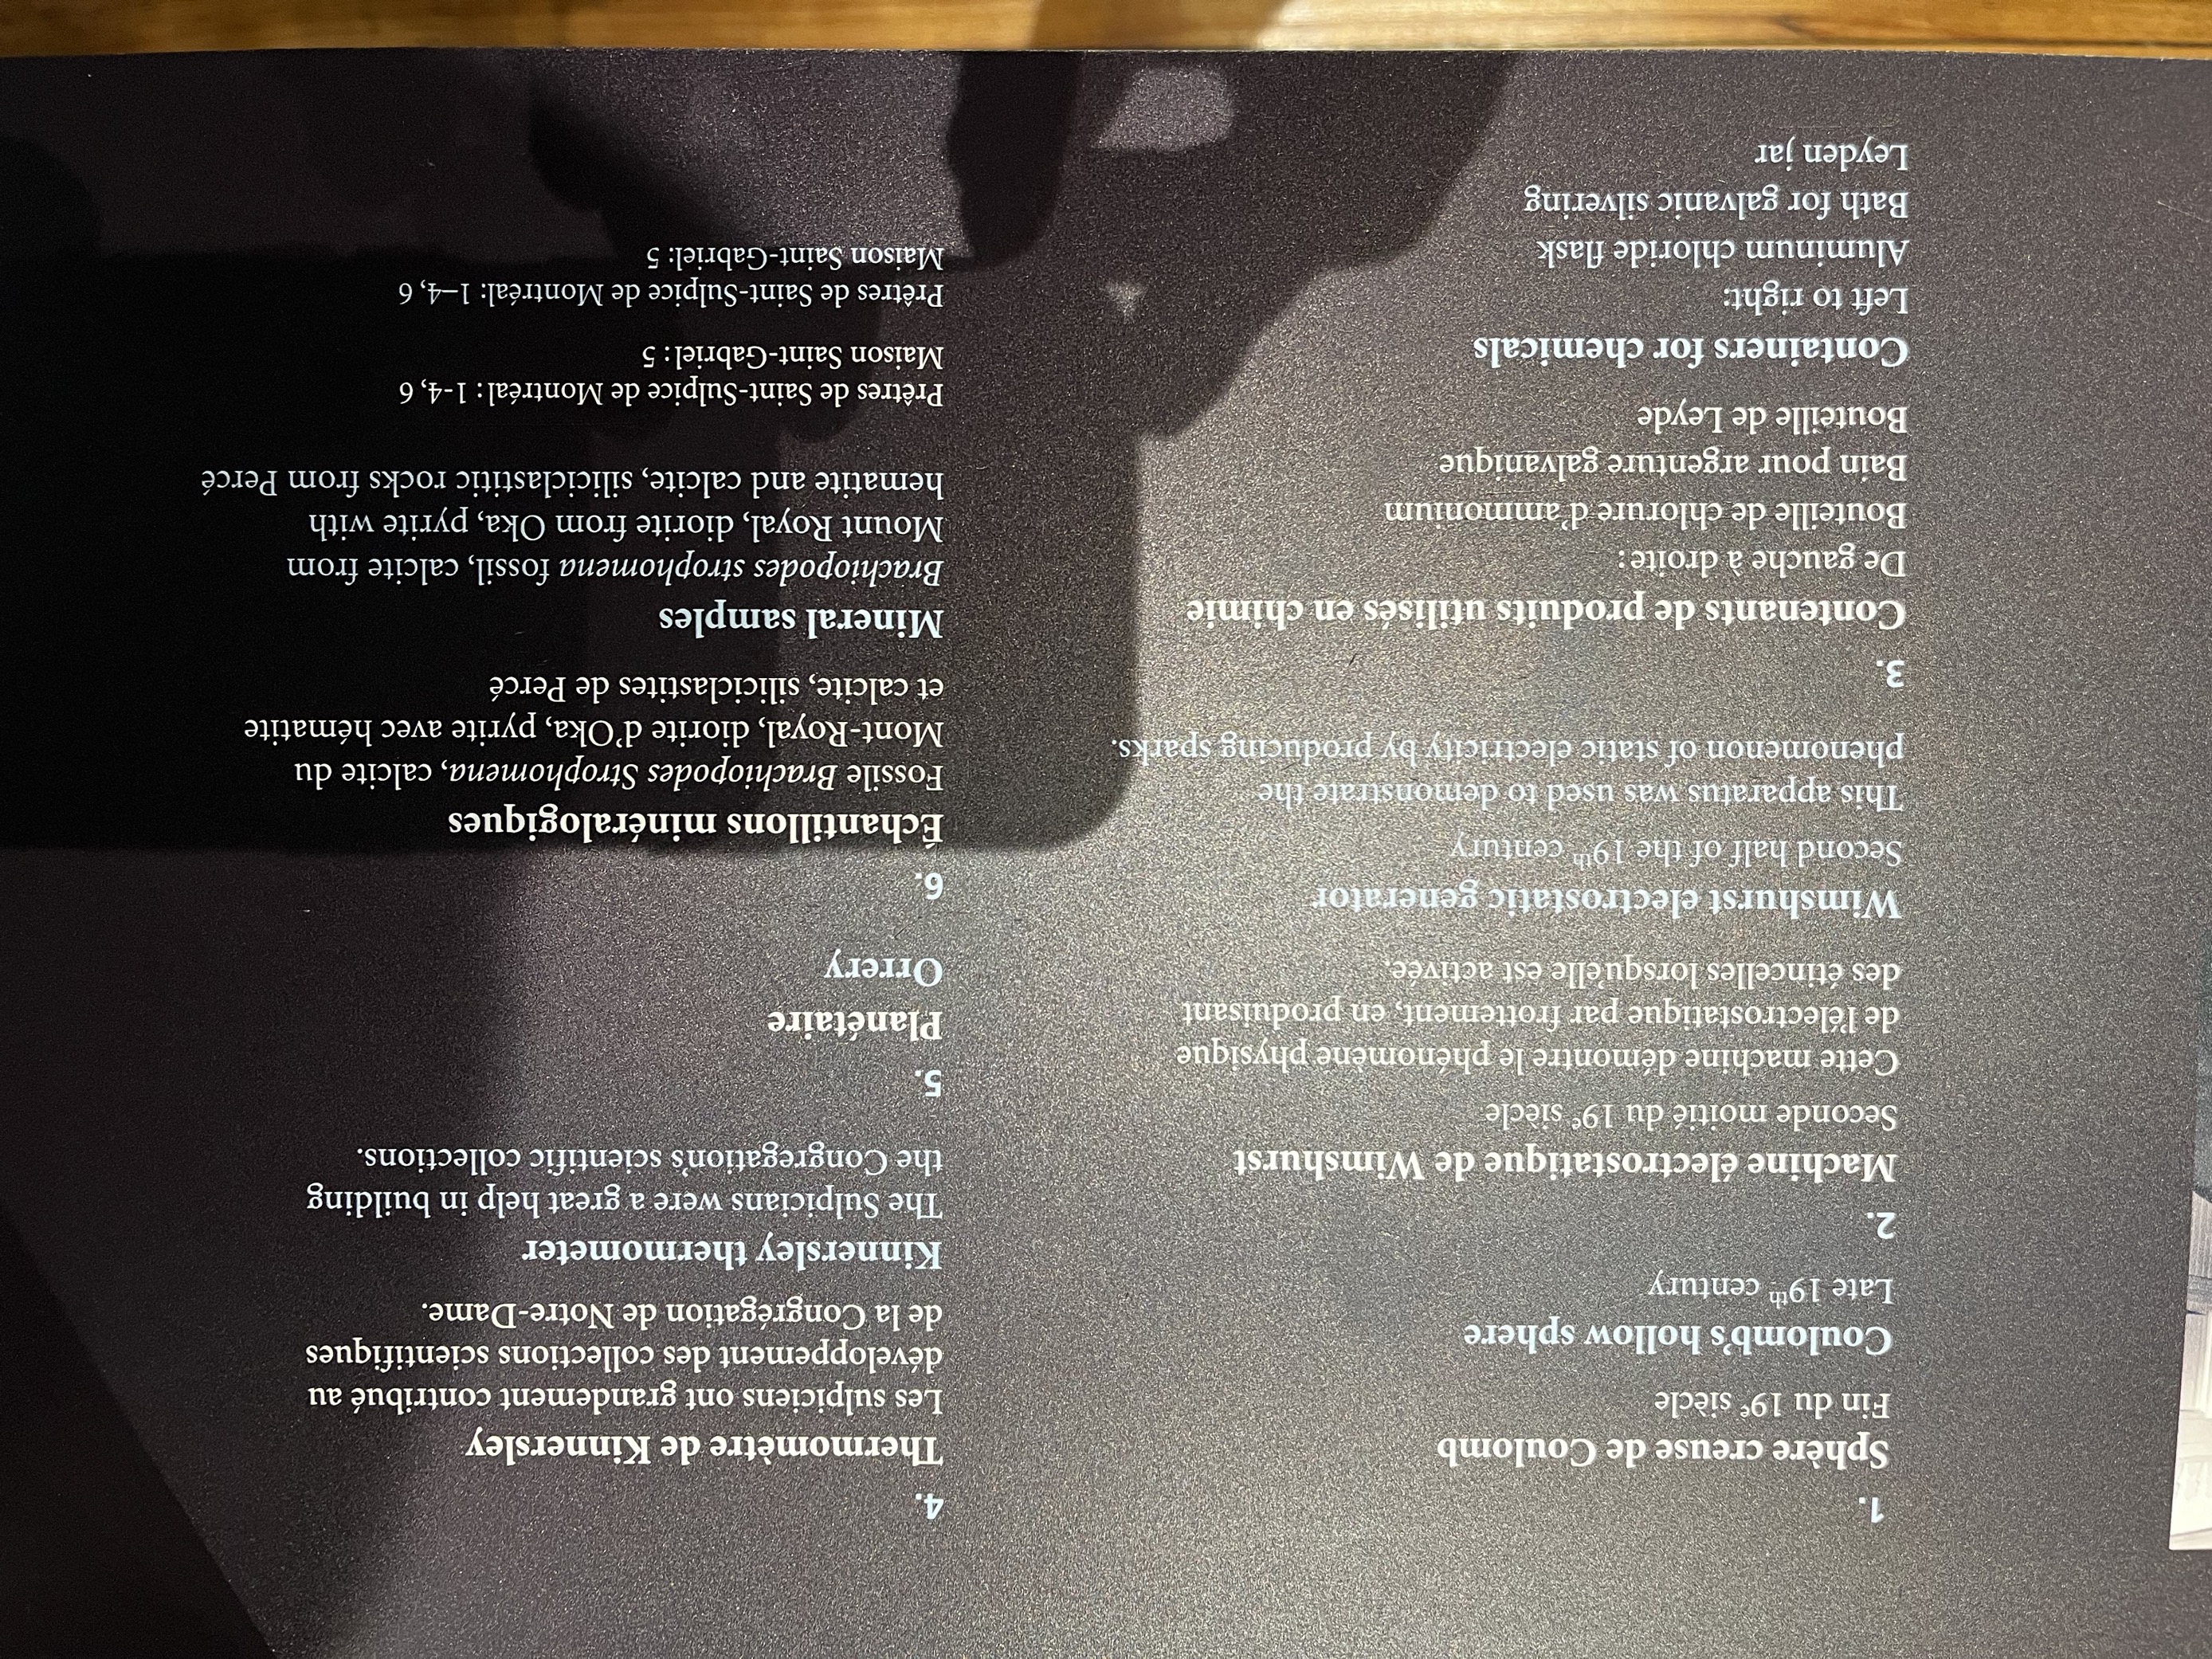 1.
Sphère creuse de Coulomb
Fin du 19e siècle
Coulomb's hollow sphere
Late 19th century
2.
Machine électrostatique de Wimshurst
Seconde moitié du 19e siècle
Cette machine démontre le phénomène physique
de l'électrostatique par frottement, en produisant
des étincelles lorsqu'elle est activée.
Wimshurst electrostatic generator
Second half of the 19th century
This apparatus was used to demonstrate the
phenomenon of static electricity by producing sparks.
3.
Contenants de produits utilisés en chimie
De gauche à droite :
Bouteille de chlorure d'ammonium
Bain pour argenture galvanique
Bouteille de Leyde
Containers for chemicals
Left to right:
Aluminum chloride flask
Bath for galvanic silvering
Leyden jar
4.
Thermomètre de Kinnersley
Les sulpiciens ont grandement contribué au
développement des collections scientifiques
de la Congrégation de Notre-Dame.
Kinnersley thermometer
The Sulpicians were a great help in building
the Congregation's scientific collections.
5.
Planétaire
Orrery
6.
Échantillons minéralogiques
Fossile Brachiopodes Strophomena, calcite du
Mont-Royal, diorite d'Oka, pyrite avec hématite
et calcite, siliciclastites de Percé
Mineral samples
Brachiopodes strophomena fossil, calcite from
Mount Royal, diorite from Oka, pyrite with
hematite and calcite, siliciclastitic rocks from Percé
Prêtres de Saint-Sulpice de Montréal : 1-4, 6
Maison Saint-Gabriel : 5
Prêtres de Saint-Sulpice de Montréal: 1–4, 6
Maison Saint-Gabriel: 5